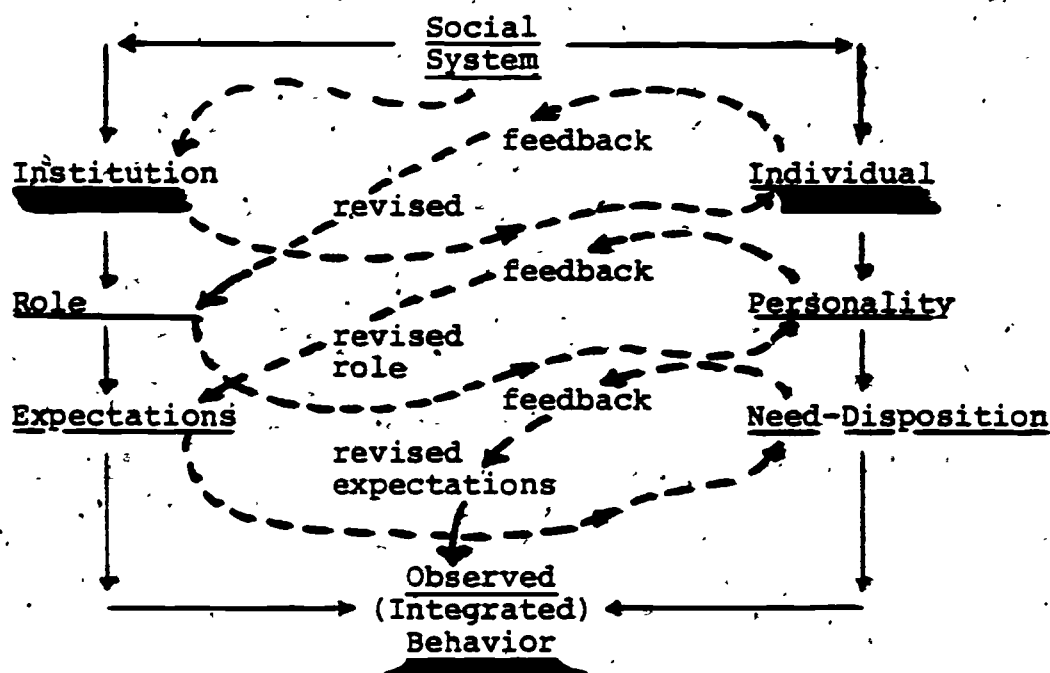 Social
System
feedback
Institution
Individual
revised
feedback
Role
Personality
revised
role
feedback
Expectations
Need-Disposition
revised
expectations
Observed
(Integrated)
Behavior